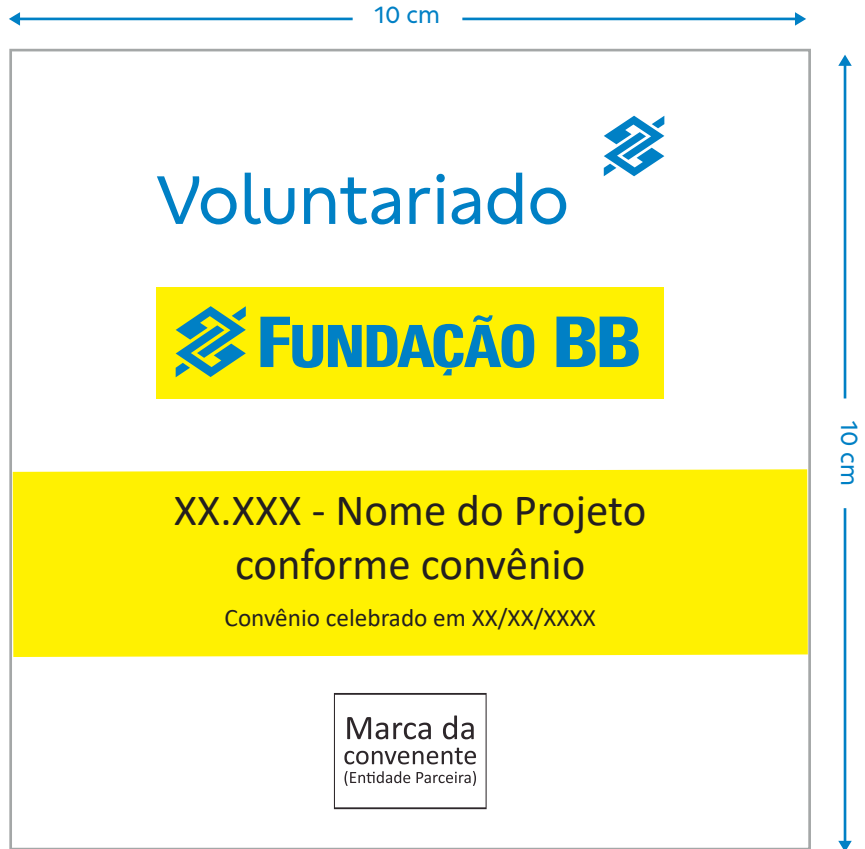 10 cm
Voluntariado
FUNDAÇÃO BB
10 cm
XX.XXX - Nome do Projeto
conforme convênio
Convênio celebrado em XX/XX/XXXX
Marca da
convenente
(Entidade Parceira)